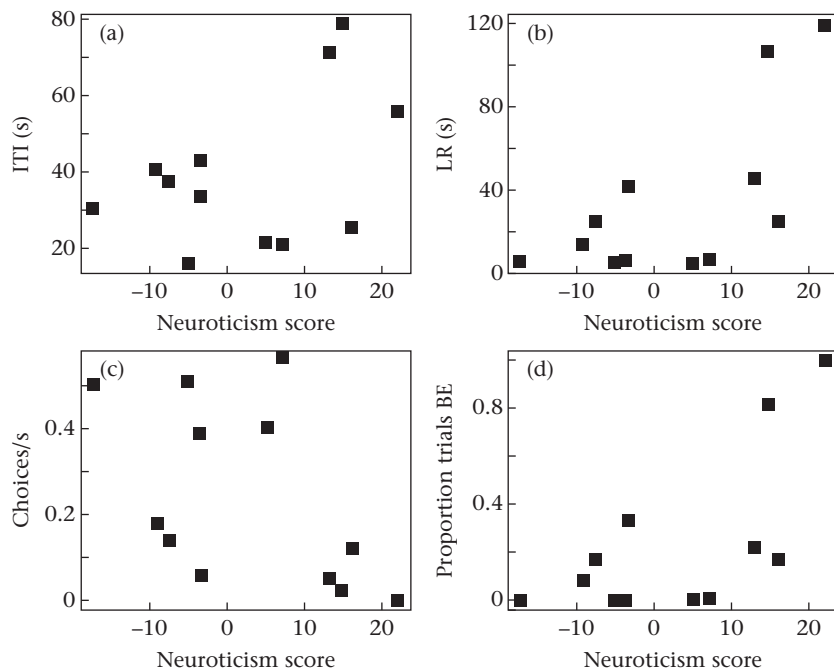 (a)
80
60
40
20
ITI (s)
−10 0 10 20
Neuroticism score
(b)
120
80
40
0
LR (s)
−10 0 10 20
Neuroticism score
(c)
0.4
0.2
0
Choices/s
−10 0 10 20
Neuroticism score
(d)
0.8
0.4
0
Proportion trials BE
−10 0 10 20
Neuroticism score